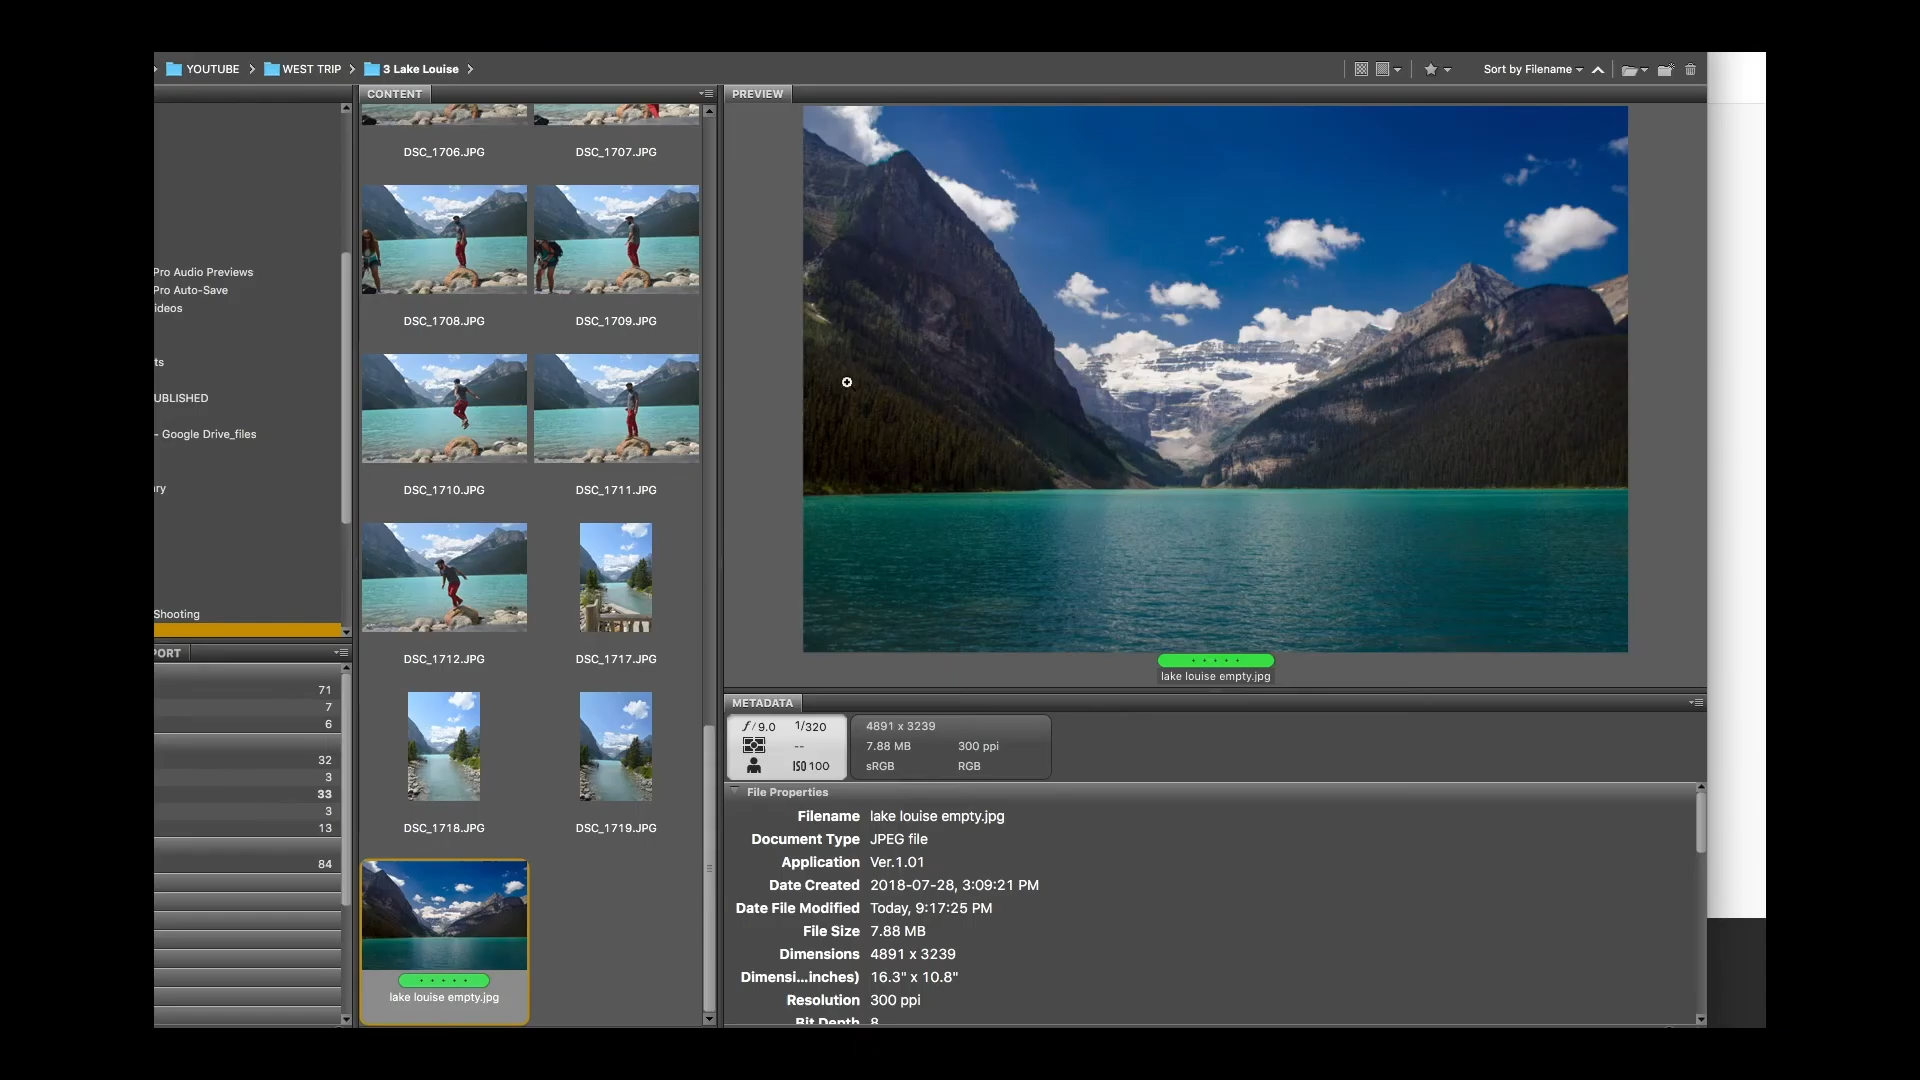 YOUTUBE > WEST TRIP > 3 Lake Louise >
Sort by Filename
CONTENT
PREVIEW
DSC_1706.JPG DSC_1707.JPG
Pro Audio Previews
Pro Auto-Save
ideos
DSC_1708.JPG DSC_1709.JPG
ts
UBLISHED
- Google Drive_files
ry
DSC_1710.JPG DSC_1711.JPG
Shooting
DSC_1712.JPG DSC_1717.JPG
PORT
71
7
6
32
3
33
3
13
84
DSC_1718.JPG DSC_1719.JPG
lake louise empty.jpg
lake louise empty.jpg
METADATA
ƒ/9.0 1/320
--
ISO 100
4891 x 3239
7.88 MB 300 ppi
sRGB RGB
File Properties
Filename lake louise empty.jpg
Document Type JPEG file
Application Ver.1.01
Date Created 2018-07-28, 3:09:21 PM
Date File Modified Today, 9:17:25 PM
File Size 7.88 MB
Dimensions 4891 x 3239
Dimensi...inches) 16.3" x 10.8"
Resolution 300 ppi
Bit Depth 8